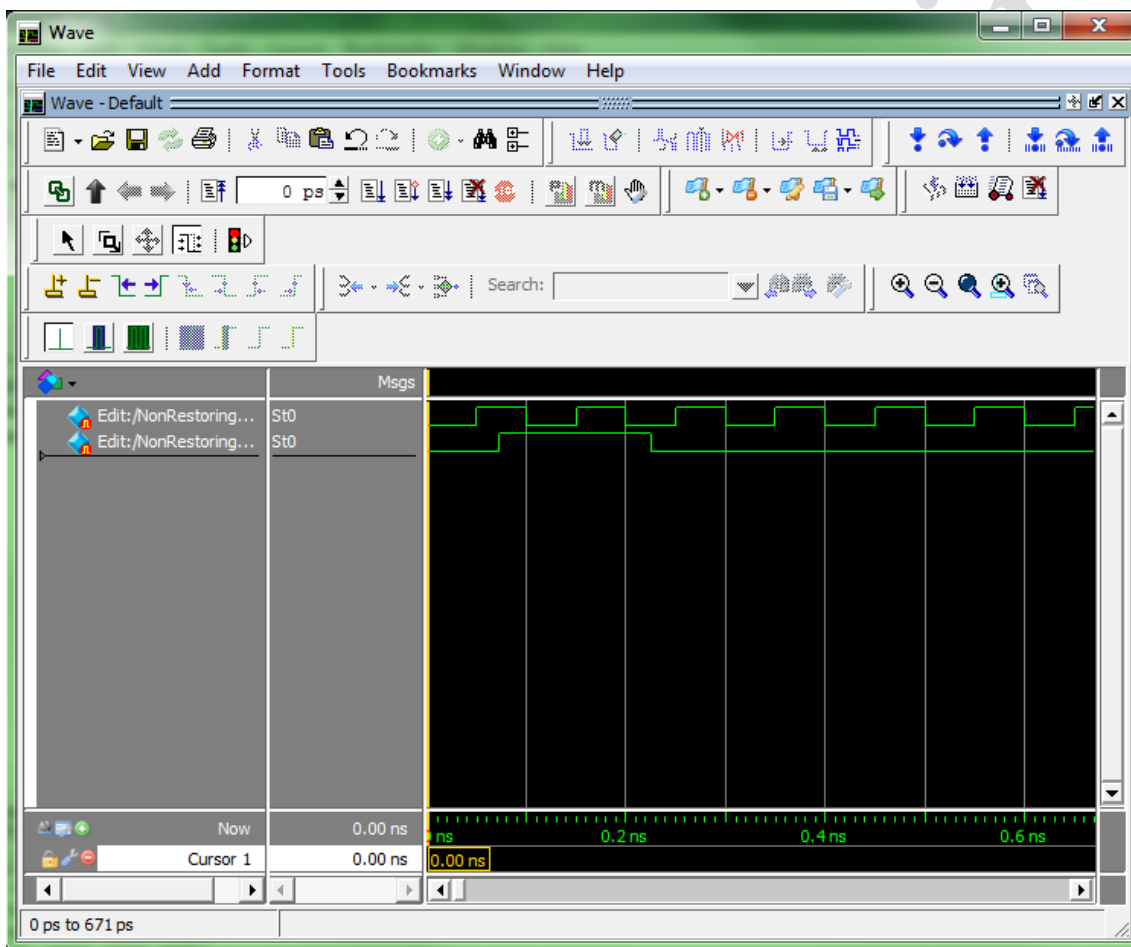 Wave
File Edit View Add Format Tools Bookmarks Window Help
Wave - Default
0 ps
Search:
Msgs
Edit:/NonRestoring... St0
Edit:/NonRestoring... St0
Now 0.00 ns
ns 0.2 ns 0.4 ns 0.6 ns
Cursor 1 0.00 ns 0.00 ns
0 ps to 671 ps